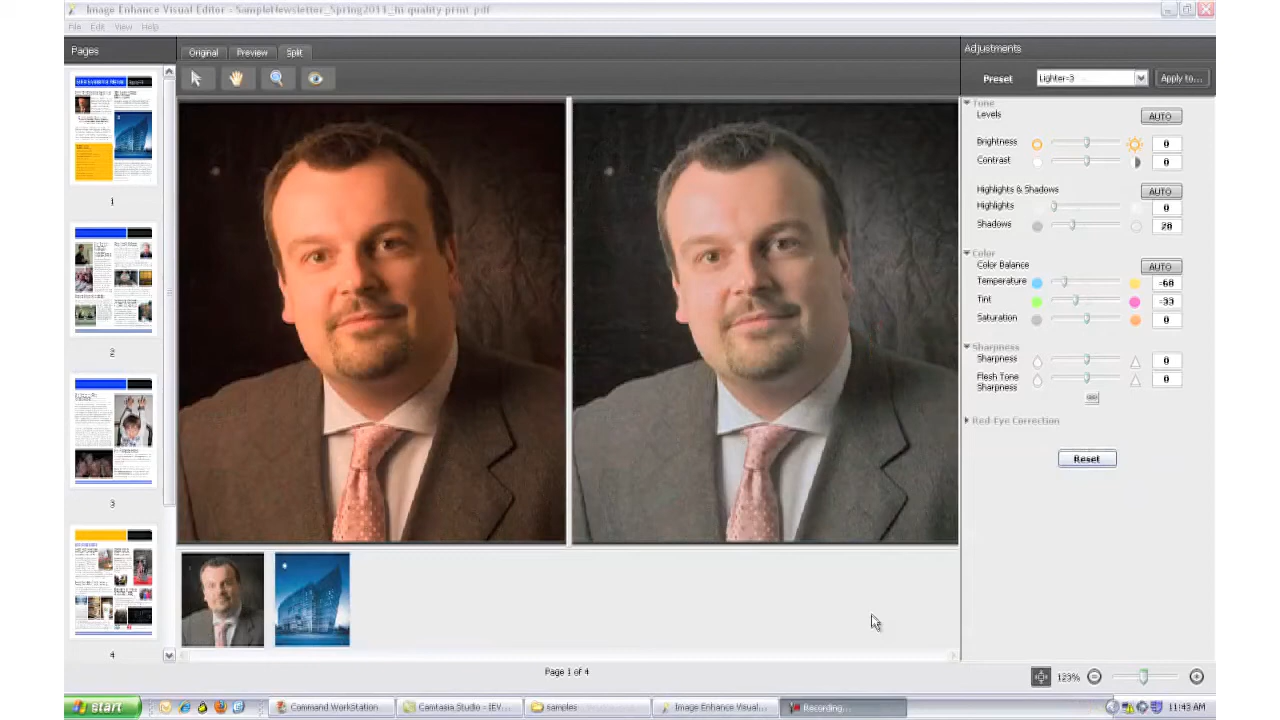 Image Enhance Visual Editor - SampleNewsletter_Spring2011_hi quality print.pdf
File Edit View Help
Pages
Original Preview Split
Adjustments
Preset Lighter-3 Apply to...
Tone
Levels AUTO
Brightness 0
Contrast 0
Highlights & Shadows AUTO
Highlights 0
Shadows 28
Color
Color Balance AUTO
Temperature -68
Tint -33
Saturation 0
Sharpness
Sharpness 0
Flesh Tone
Sharpness 0
Red-Eye Correction
Reset
1
2
3
4
Page 1 of 4
123%
start Command WorkStation Camtasia Studio - IEV... samples Image Enhance Visual... Recording... 11:43 AM